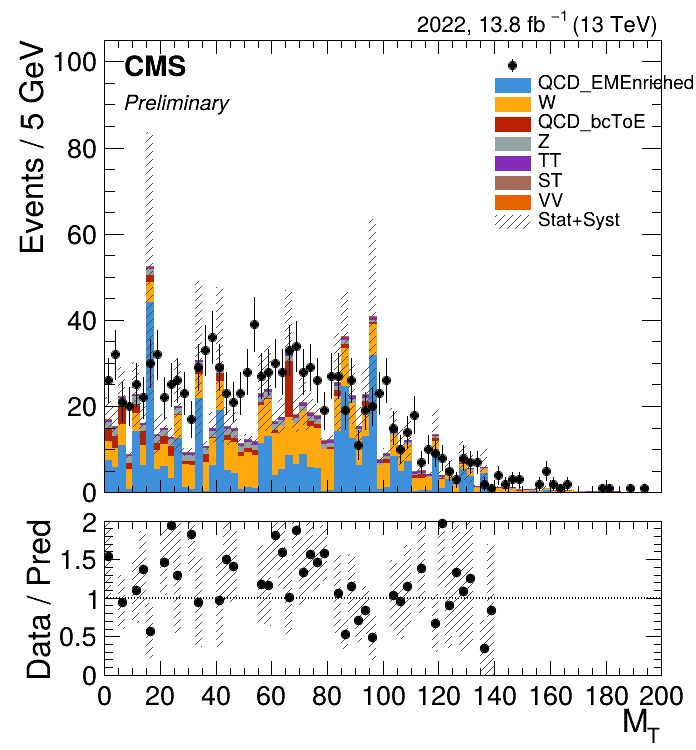 2022, 13.8 fb⁻¹ (13 TeV)
CMS
Preliminary
QCD_EMEnriched
W
QCD_bcToE
Z
TT
ST
VV
Stat+Syst
Events / 5 GeV
100
80
60
40
20
0
Data / Pred
2
1.5
1
0.5
0
0 20 40 60 80 100 120 140 160 180 200
M_T